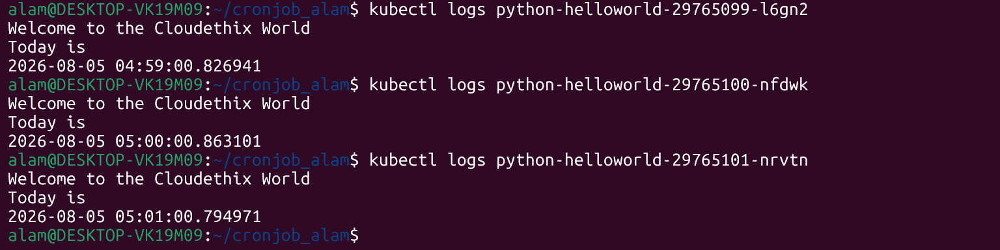 alam@DESKTOP-VK19M09:~/cronjob_alam$ kubectl logs python-helloworld-29765099-l6gn2
Welcome to the Cloudethix World
Today is
2026-08-05 04:59:00.826941
alam@DESKTOP-VK19M09:~/cronjob_alam$ kubectl logs python-helloworld-29765100-nfdwk
Welcome to the Cloudethix World
Today is
2026-08-05 05:00:00.863101
alam@DESKTOP-VK19M09:~/cronjob_alam$ kubectl logs python-helloworld-29765101-nrvtn
Welcome to the Cloudethix World
Today is
2026-08-05 05:01:00.794971
alam@DESKTOP-VK19M09:~/cronjob_alam$